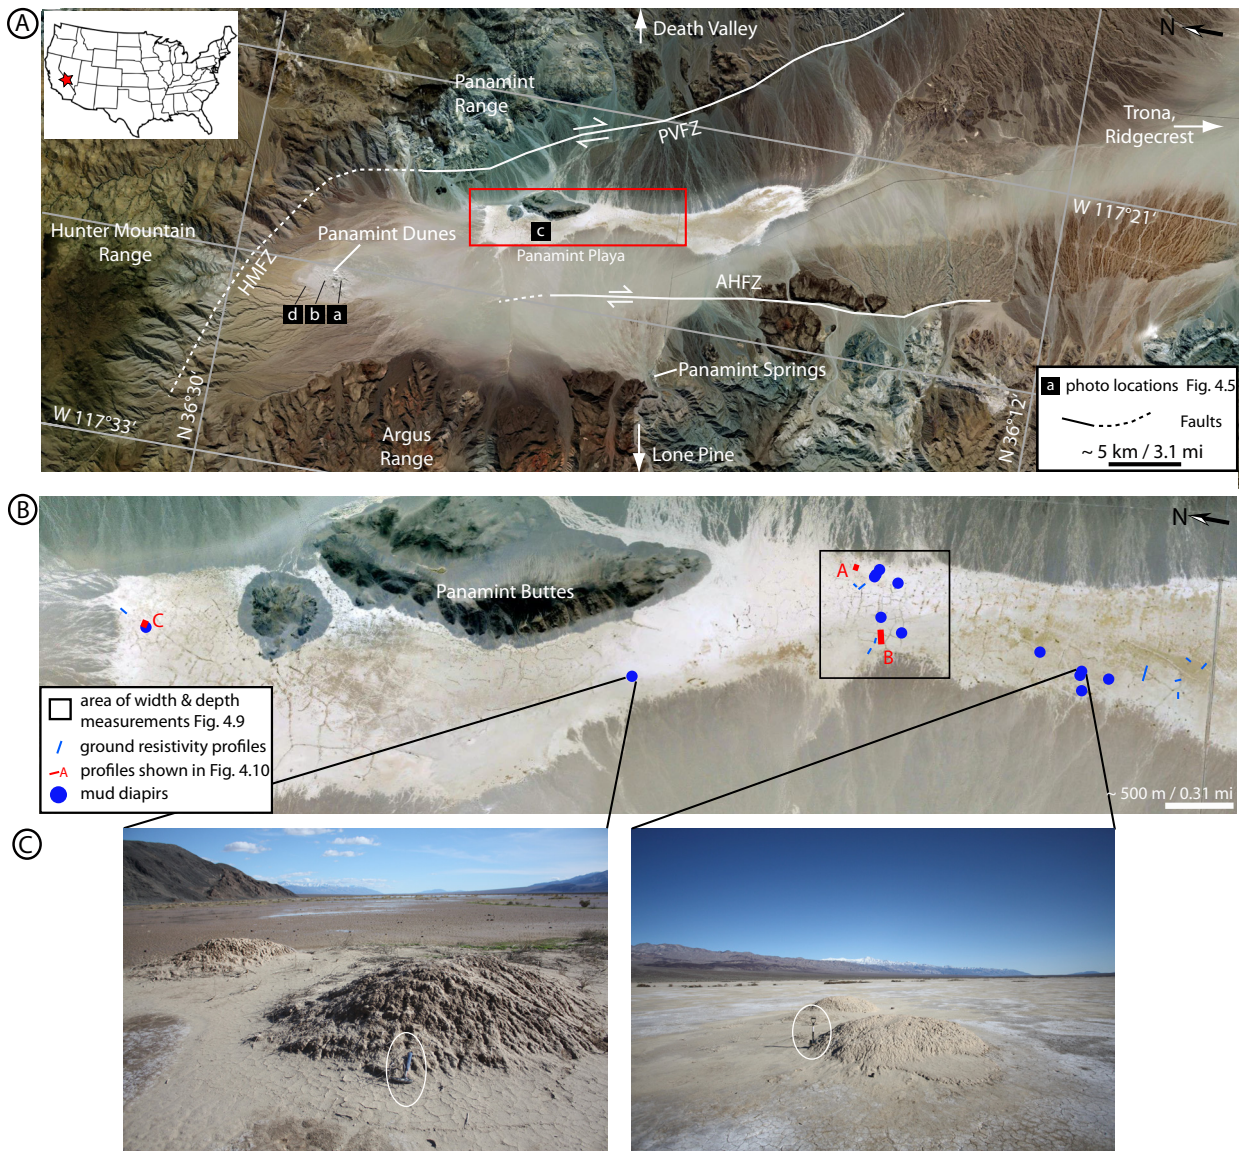 A
Death Valley
N
Panamint
Range
Trona,
Ridgecrest
PVFZ
W 117°21'
Hunter Mountain
Range
Panamint Dunes
c
Panamint Playa
HMFZ
AHFZ
d b a
Panamint Springs
N 36°30'
W 117°33'
Argus
Range
Lone Pine
N 36°12'
a photo locations Fig. 4.5
Faults
~ 5 km / 3.1 mi
B
N
A
Panamint Buttes
C
B
area of width & depth
measurements Fig. 4.9
ground resistivity profiles
A profiles shown in Fig. 4.10
mud diapirs
~ 500 m / 0.31 mi
C